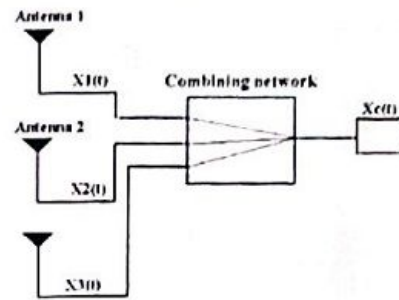 Antenna 1
X1(t)
Combining network
Xc(t)
Antenna 2
X2(t)
X3(t)